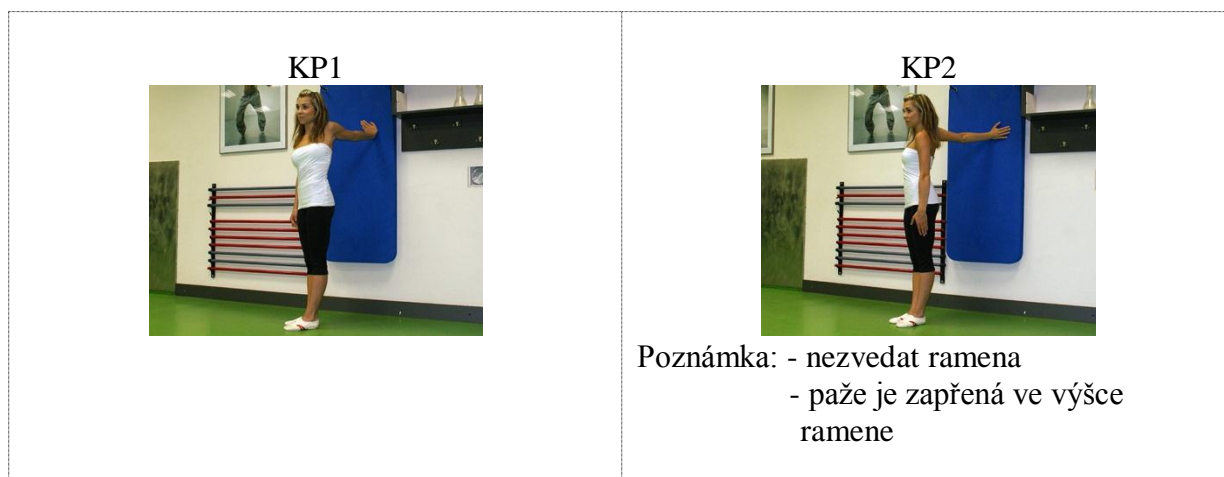 KP1
KP2
Poznámka: - nezvedat ramena
- paže je zapřená ve výšce
ramene